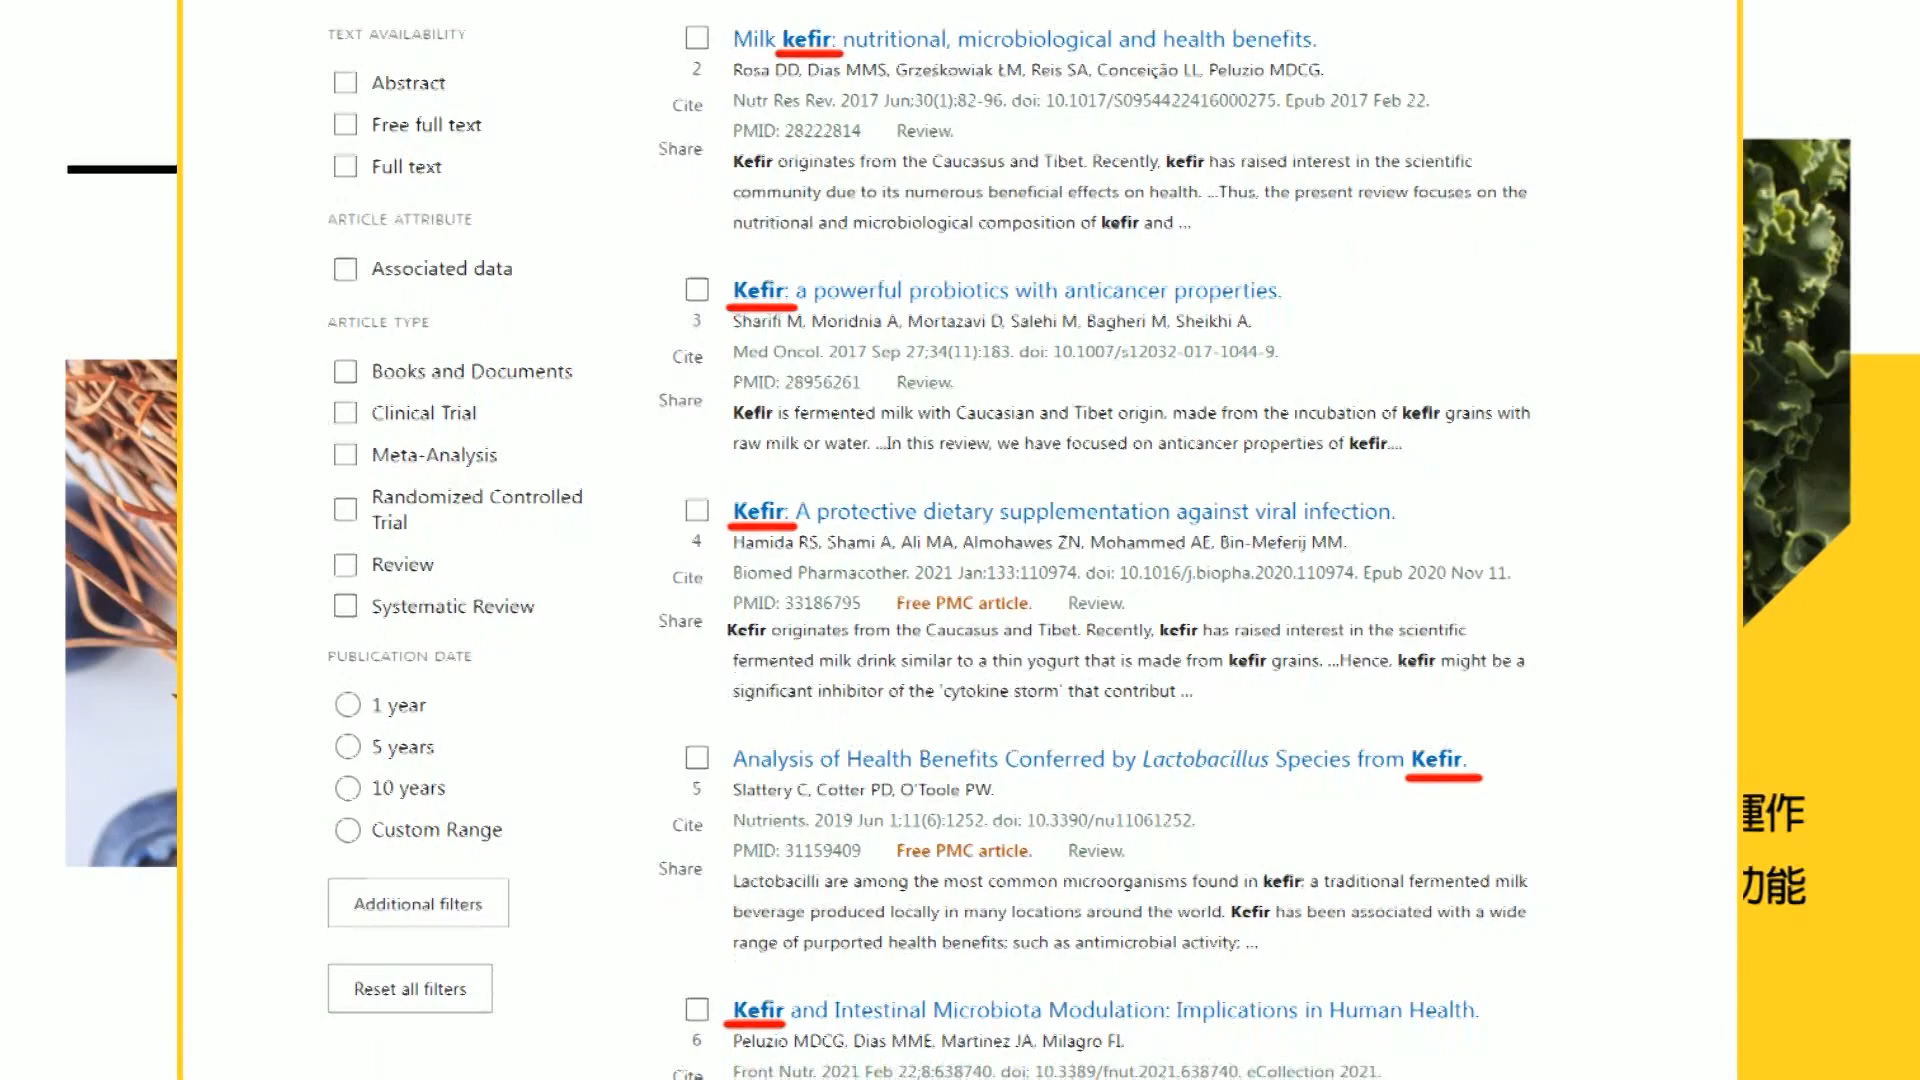 TEXT AVAILABILITY
Abstract
Free full text
Full text
ARTICLE ATTRIBUTE
Associated data
ARTICLE TYPE
Books and Documents
Clinical Trial
Meta-Analysis
Randomized Controlled
Trial
Review
Systematic Review
PUBLICATION DATE
1 year
5 years
10 years
Custom Range
Additional filters
Reset all filters
Milk kefir: nutritional, microbiological and health benefits.
2
Rosa DD, Dias MMS, Grześkowiak ŁM, Reis SA, Conceição LL, Peluzio MDCG.
Cite
Nutr Res Rev. 2017 Jun;30(1):82-96. doi: 10.1017/S0954422416000275. Epub 2017 Feb 22.
PMID: 28222814 Review.
Share
Kefir originates from the Caucasus and Tibet. Recently, kefir has raised interest in the scientific
community due to its numerous beneficial effects on health. ...Thus, the present review focuses on the
nutritional and microbiological composition of kefir and ...
Kefir: a powerful probiotics with anticancer properties.
3
Sharifi M, Moridnia A, Mortazavi D, Salehi M, Bagheri M, Sheikhi A.
Cite
Med Oncol. 2017 Sep 27;34(11):183. doi: 10.1007/s12032-017-1044-9.
PMID: 28956261 Review.
Share
Kefir is fermented milk with Caucasian and Tibet origin, made from the incubation of kefir grains with
raw milk or water. ...In this review, we have focused on anticancer properties of kefir....
Kefir: A protective dietary supplementation against viral infection.
4
Hamida RS, Shami A, Ali MA, Almohawes ZN, Mohammed AE, Bin-Meferij MM.
Cite
Biomed Pharmacother. 2021 Jan;133:110974. doi: 10.1016/j.biopha.2020.110974. Epub 2020 Nov 11.
PMID: 33186795 Free PMC article. Review.
Share
Kefir originates from the Caucasus and Tibet. Recently, kefir has raised interest in the scientific
fermented milk drink similar to a thin yogurt that is made from kefir grains. ...Hence, kefir might be a
significant inhibitor of the 'cytokine storm' that contribut ...
Analysis of Health Benefits Conferred by Lactobacillus Species from Kefir.
5
Slattery C, Cotter PD, O'Toole PW.
Cite
Nutrients. 2019 Jun 1;11(6):1252. doi: 10.3390/nu11061252.
PMID: 31159409 Free PMC article. Review.
Share
Lactobacilli are among the most common microorganisms found in kefir; a traditional fermented milk
beverage produced locally in many locations around the world. Kefir has been associated with a wide
range of purported health benefits; such as antimicrobial activity; ...
Kefir and Intestinal Microbiota Modulation: Implications in Human Health.
6
Peluzio MDCG, Dias MME, Martinez JA, Milagro FI.
Cite
Front Nutr. 2021 Feb 22;8:638740. doi: 10.3389/fnut.2021.638740. eCollection 2021.
運作
功能